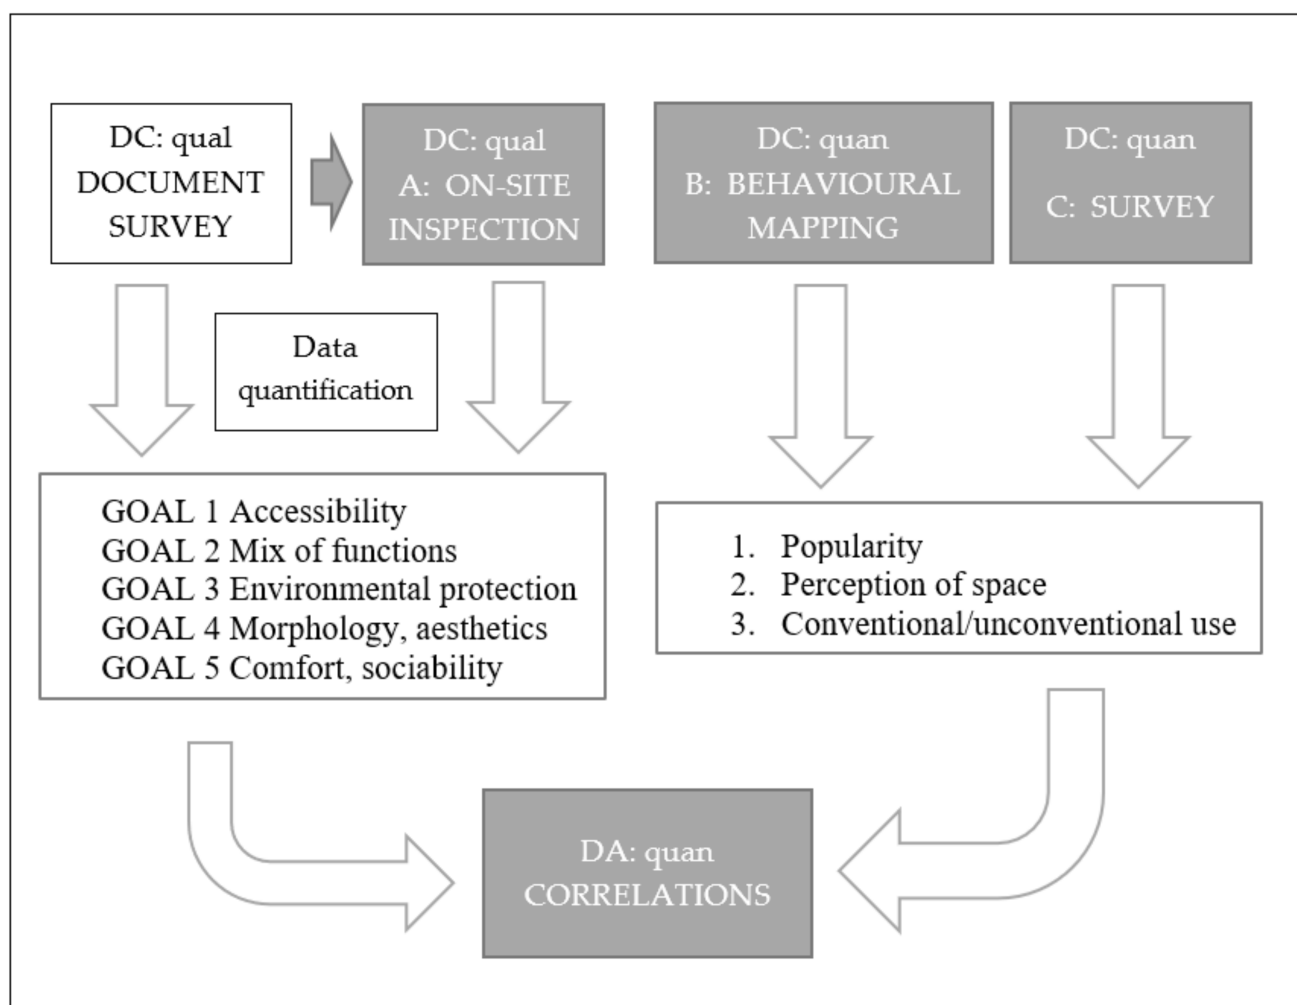 DC: qual
DOCUMENT
SURVEY
DC: qual
A: ON-SITE
INSPECTION
DC: quan
B: BEHAVIOURAL
MAPPING
DC: quan
C: SURVEY
Data
quantification
GOAL 1 Accessibility
GOAL 2 Mix of functions
GOAL 3 Environmental protection
GOAL 4 Morphology, aesthetics
GOAL 5 Comfort, sociability
1. Popularity
2. Perception of space
3. Conventional/unconventional use
DA: quan
CORRELATIONS